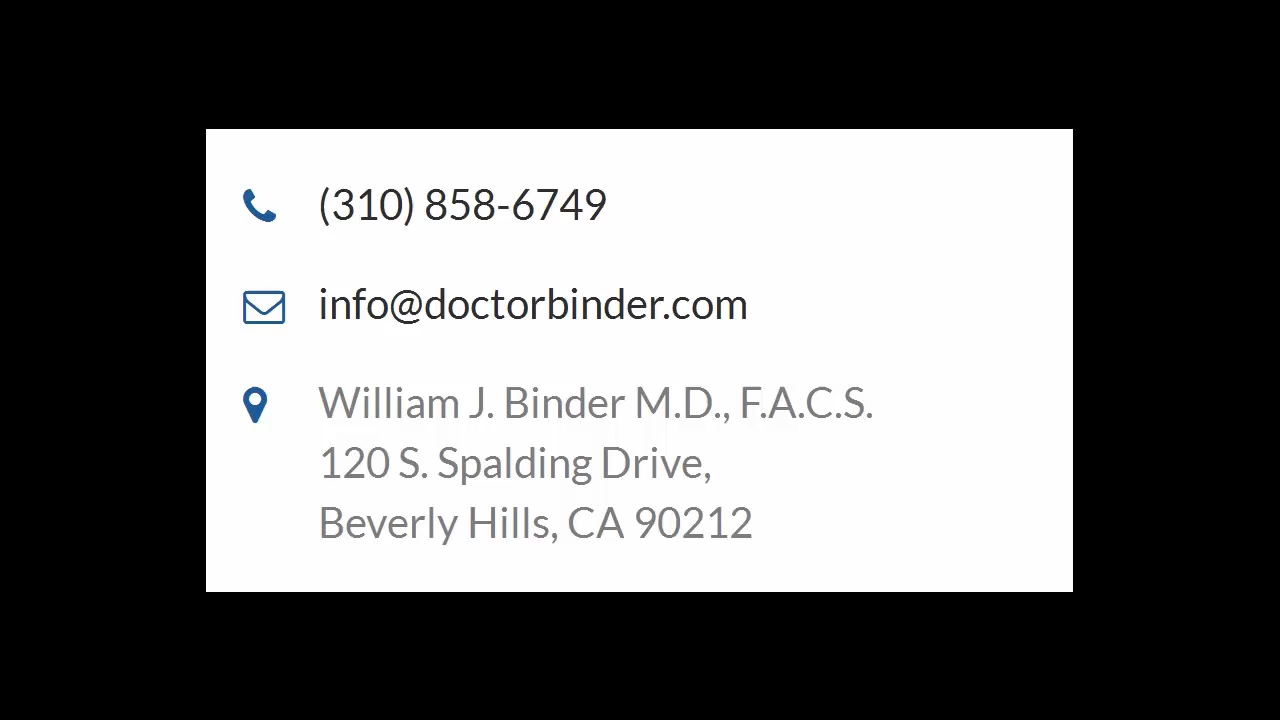 (310) 858-6749
info@doctorbinder.com
William J. Binder M.D., F.A.C.S.
120 S. Spalding Drive,
Beverly Hills, CA 90212